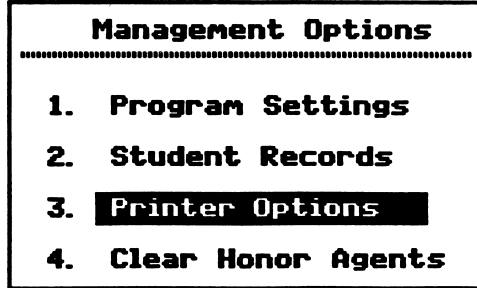 Management Options
1. Program Settings
2. Student Records
3. Printer Options
4. Clear Honor Agents